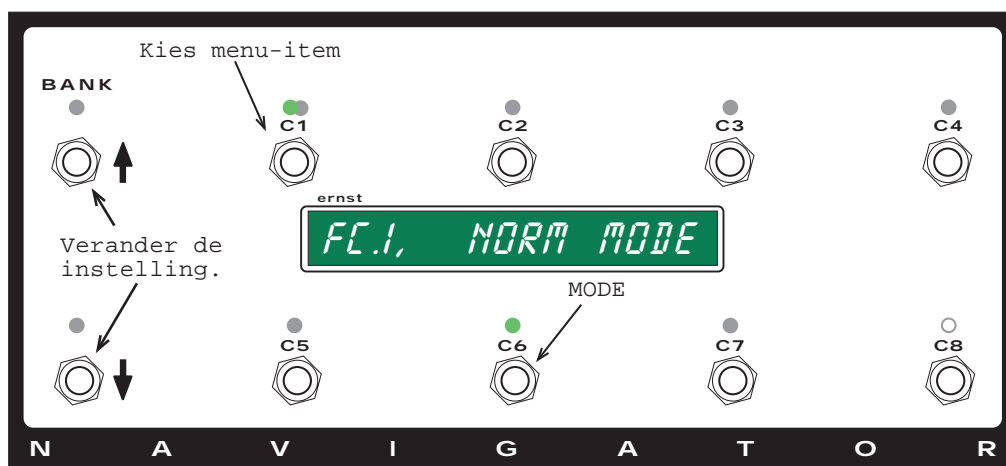 Kies menu-item
BANK
C1 C2 C3 C4
ernst
FC.1, NORM MODE
Verander de
instelling.
MODE
C5 C6 C7 C8
N A V I G A T O R